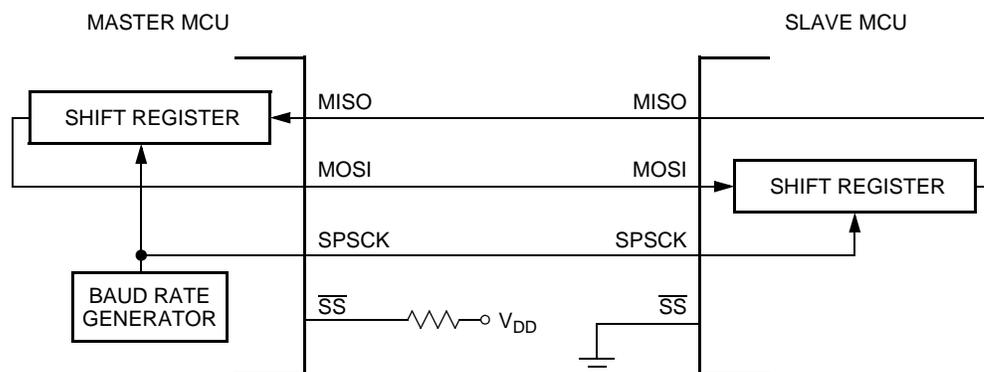 MASTER MCU
SLAVE MCU
SHIFT REGISTER
MISO
MISO
MOSI
MOSI
SHIFT REGISTER
SPSCK
SPSCK
BAUD RATE
GENERATOR
SS
VDD
SS